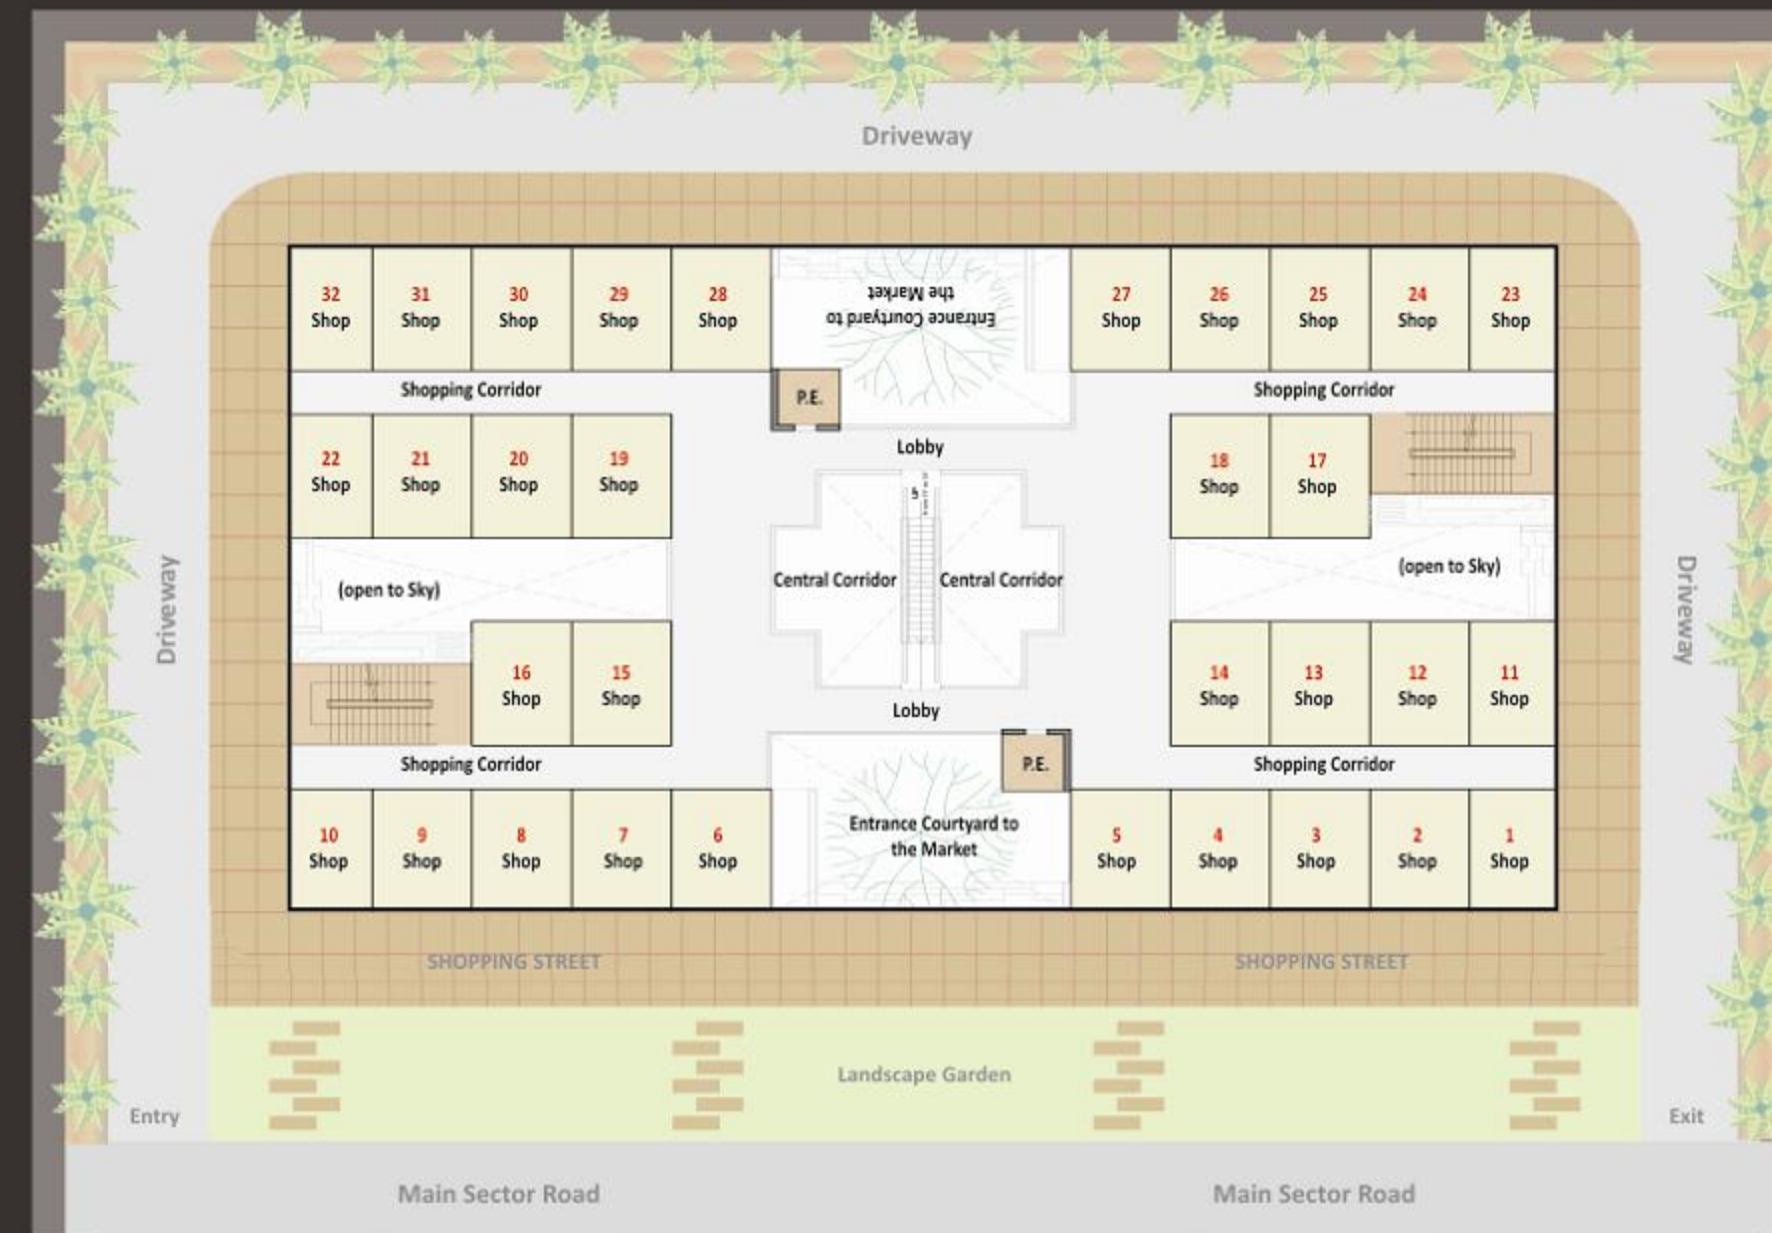 Driveway
32 31 30 29 28
Shop Shop Shop Shop Shop
Entrance Courtyard to
the Market
27 26 25 24 23
Shop Shop Shop Shop Shop
Shopping Corridor
P.E.
Shopping Corridor
Lobby
22 21 20 19
Shop Shop Shop Shop
18 17
Shop Shop
(open to Sky)
Central Corridor
Central Corridor
(open to Sky)
Driveway
Driveway
16 15
Shop Shop
14 13 12 11
Shop Shop Shop Shop
Lobby
Shopping Corridor
P.E.
Shopping Corridor
10 9 8 7 6
Shop Shop Shop Shop Shop
Entrance Courtyard to
the Market
5 4 3 2 1
Shop Shop Shop Shop Shop
SHOPPING STREET
SHOPPING STREET
Landscape Garden
Entry
Exit
Main Sector Road
Main Sector Road